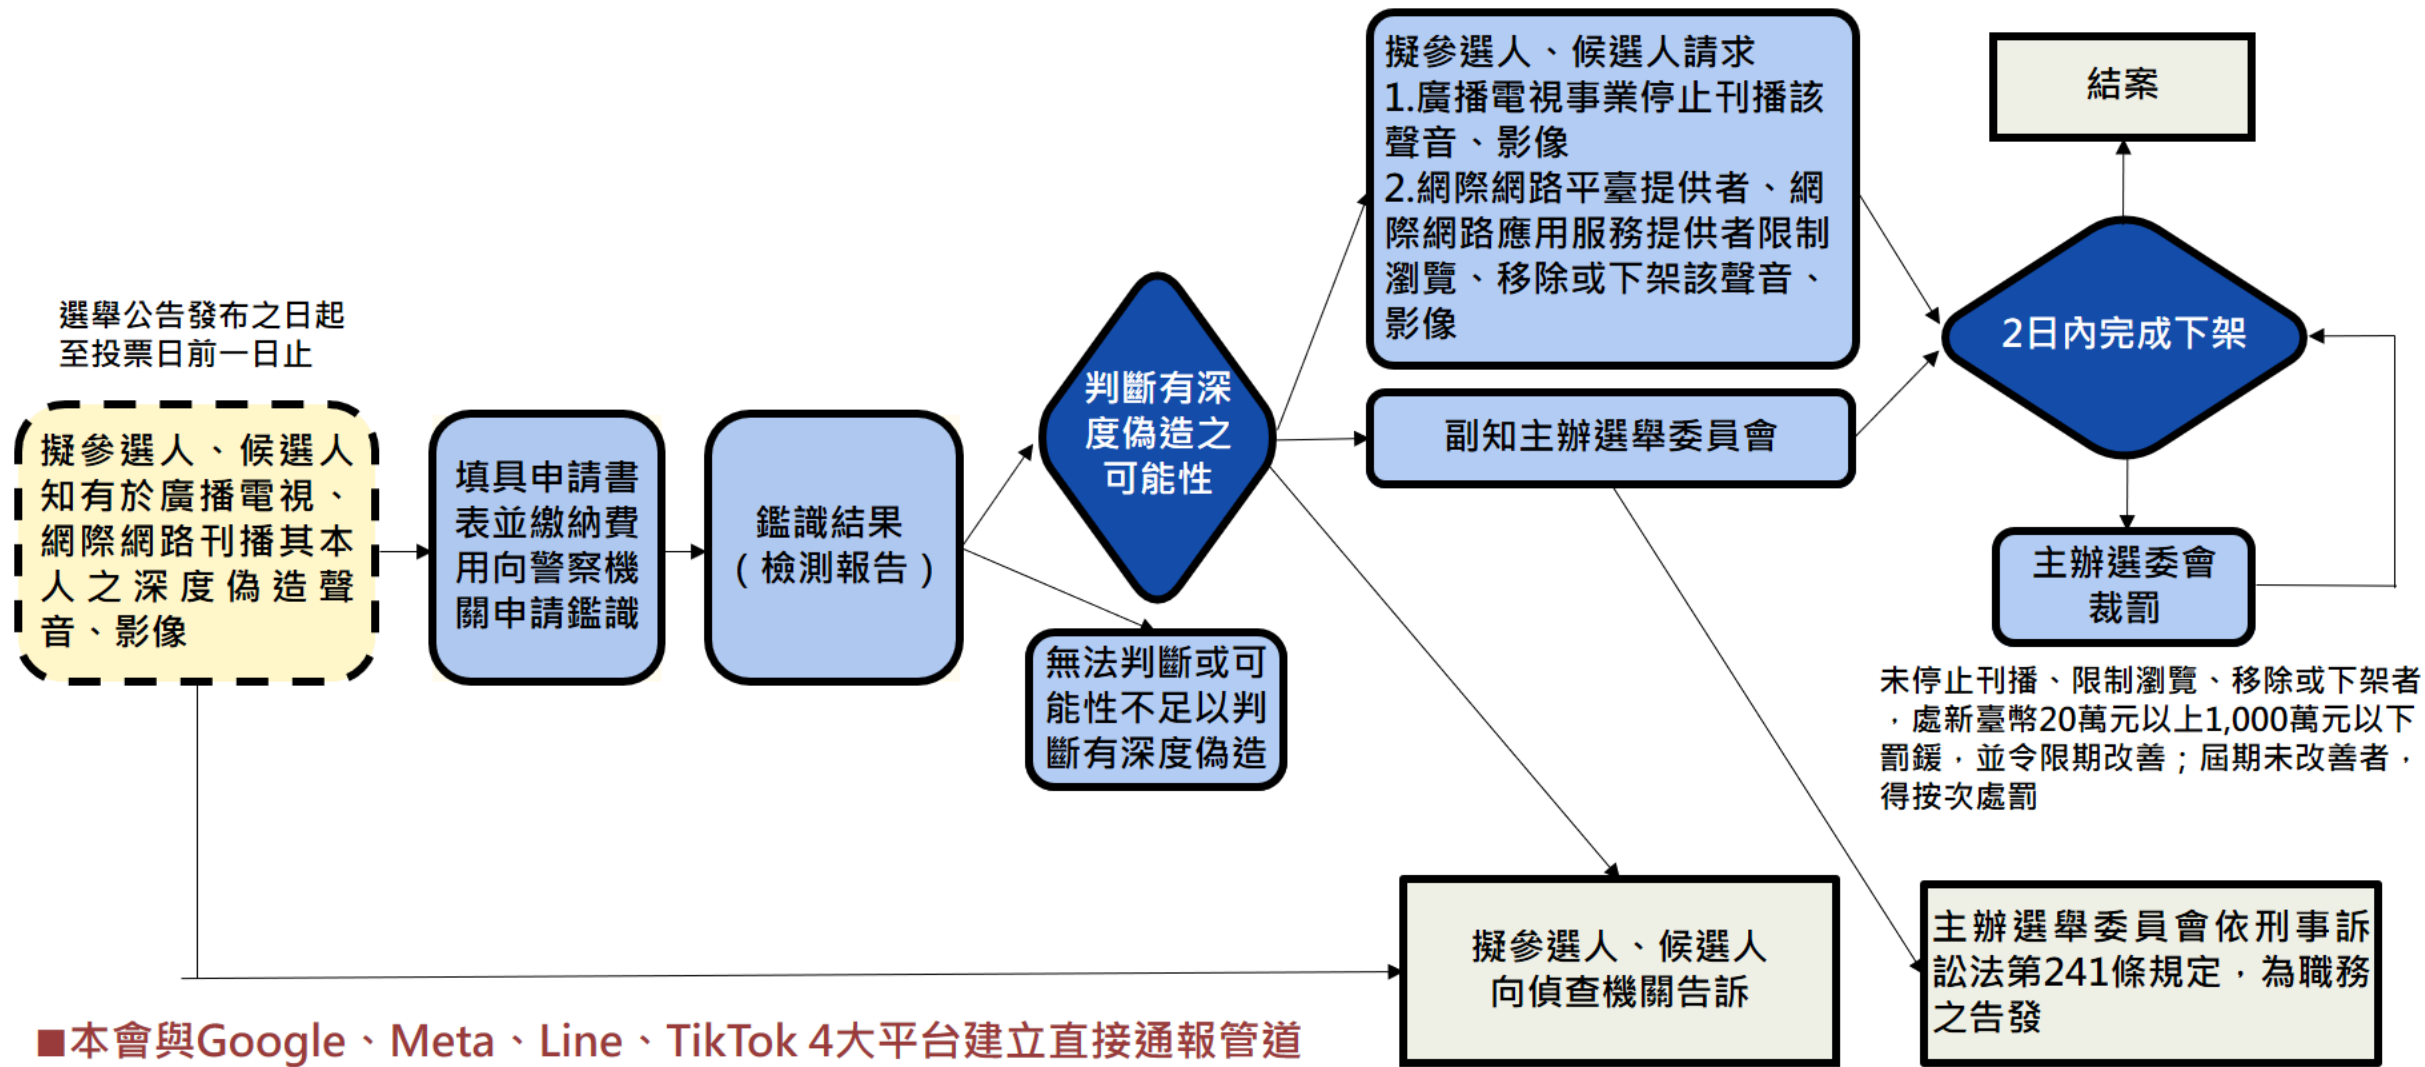 選舉公告發布之日起
至投票日前一日止
擬參選人、候選人
知有於廣播電視、
網際網路刊播其本
人之深度偽造聲
音、影像
填具申請書
表並繳納費
用向警察機
關申請鑑識
鑑識結果
(檢測報告)
判斷有深
度偽造之
可能性
無法判斷或可
能性不足以判
斷有深度偽造
擬參選人、候選人請求
1.廣播電視事業停止刊播該
聲音、影像
2.網際網路平臺提供者、網
際網路應用服務提供者限制
瀏覽、移除或下架該聲音、
影像
副知主辦選舉委員會
結案
2日內完成下架
主辦選委會
裁罰
未停止刊播、限制瀏覽、移除或下架者
，處新臺幣20萬元以上1,000萬元以下
罰鍰，並令限期改善；屆期未改善者，
得按次處罰
擬參選人、候選人
向偵查機關告訴
主辦選舉委員會依刑事訴
訟法第241條規定，為職務
之告發
■本會與Google、Meta、Line、TikTok 4大平台建立直接通報管道